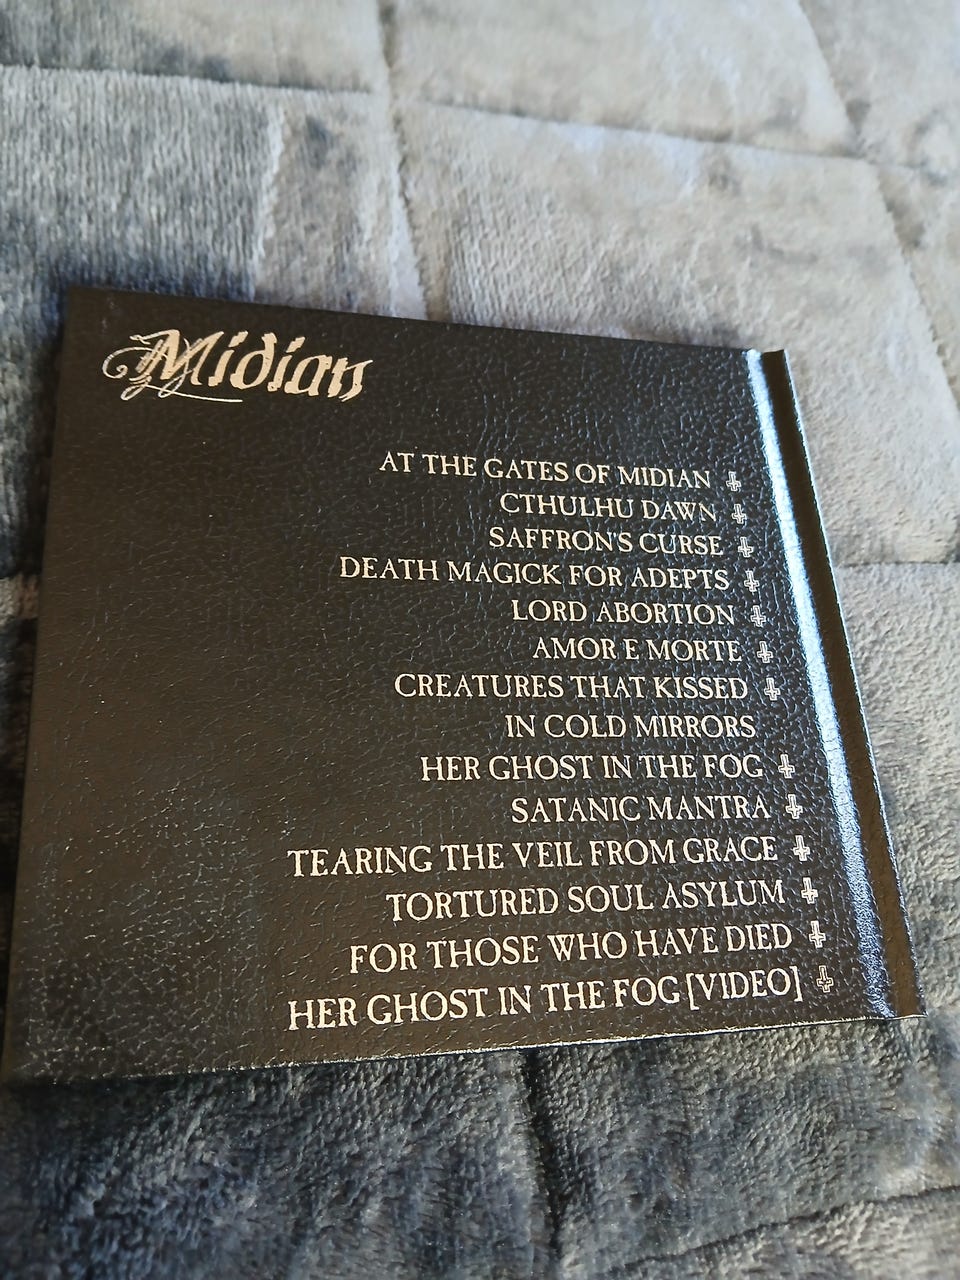 Midian
AT THE GATES OF MIDIAN
CTHULHU DAWN
SAFFRON'S CURSE
DEATH MAGICK FOR ADEPTS
LORD ABORTION
AMOR E MORTE
CREATURES THAT KISSED
IN COLD MIRRORS
HER GHOST IN THE FOG
SATANIC MANTRA
TEARING THE VEIL FROM GRACE
TORTURED SOUL ASYLUM
FOR THOSE WHO HAVE DIED
HER GHOST IN THE FOG [VIDEO]